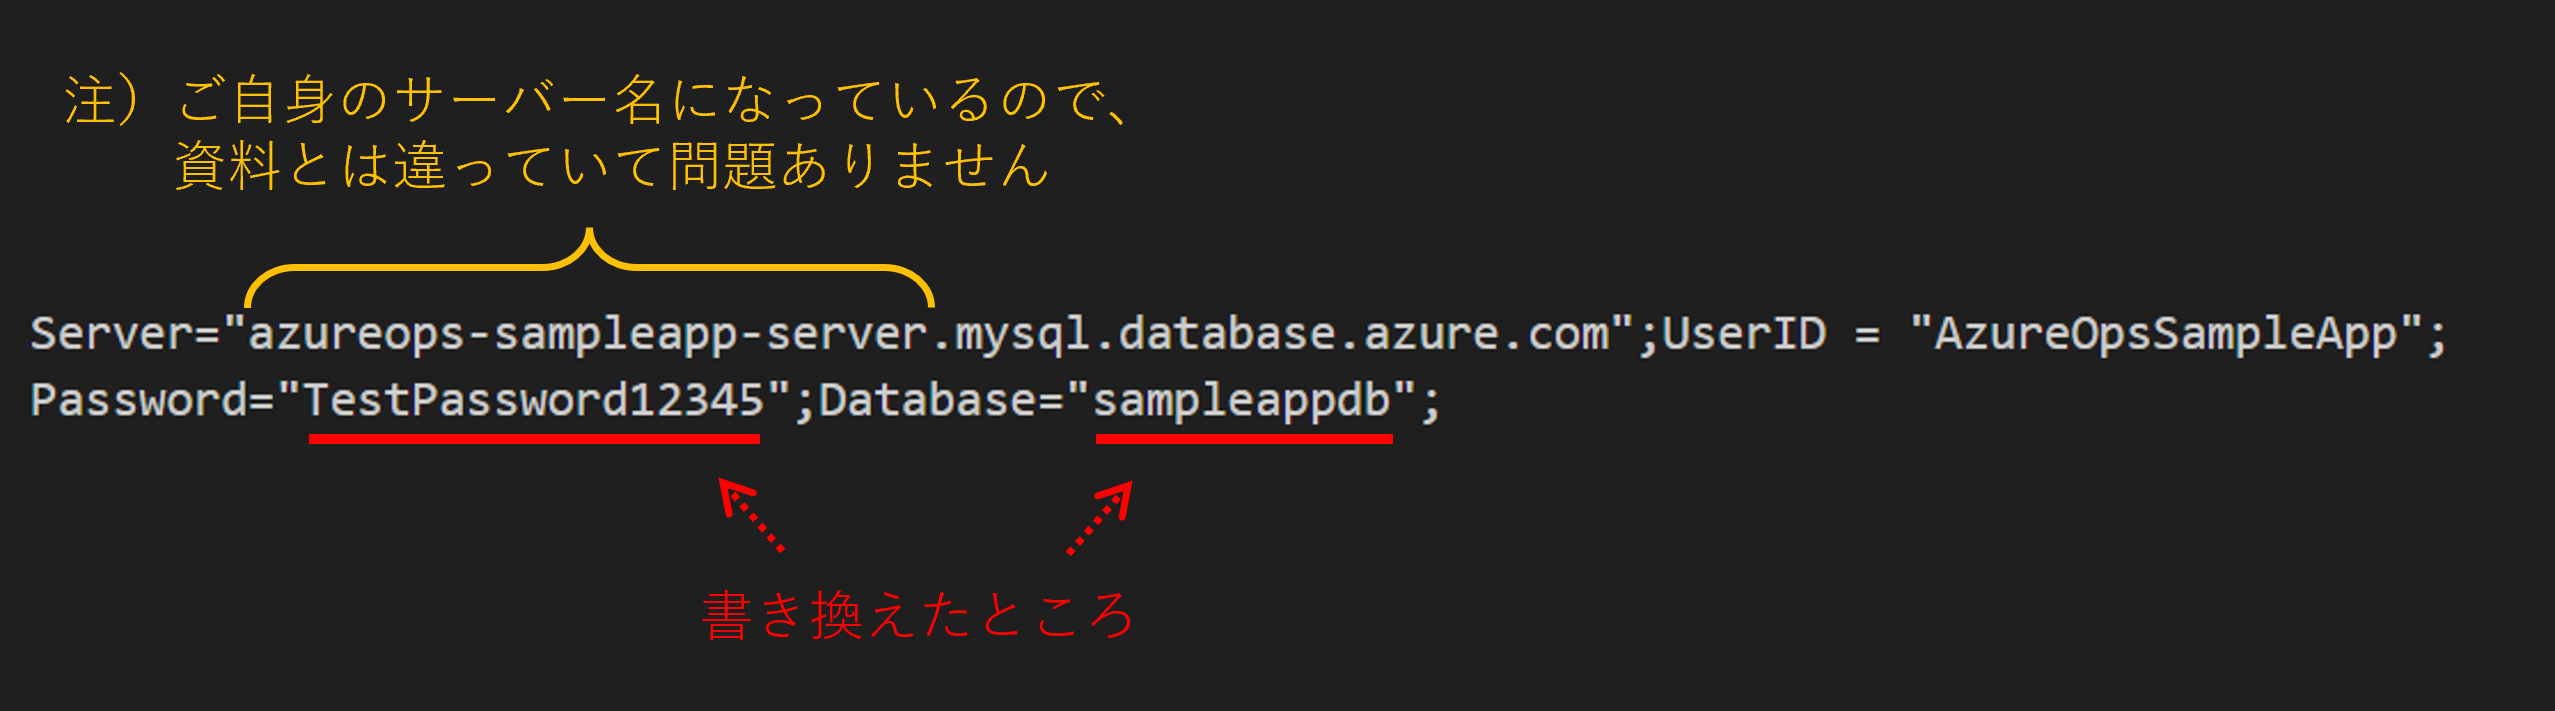 注）ご自身のサーバー名になっているので、
資料とは違っていて問題ありません
Server="azureops-sampleapp-server.mysql.database.azure.com";UserID = "AzureOpsSampleApp";
Password="TestPassword12345";Database="sampleappdb";
書き換えたところ